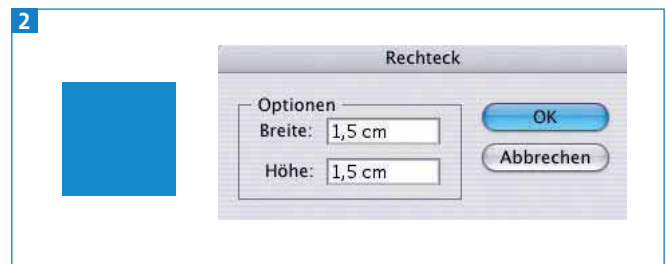 2
Rechteck
Optionen
Breite: 1,5 cm
Höhe: 1,5 cm
OK
Abbrechen